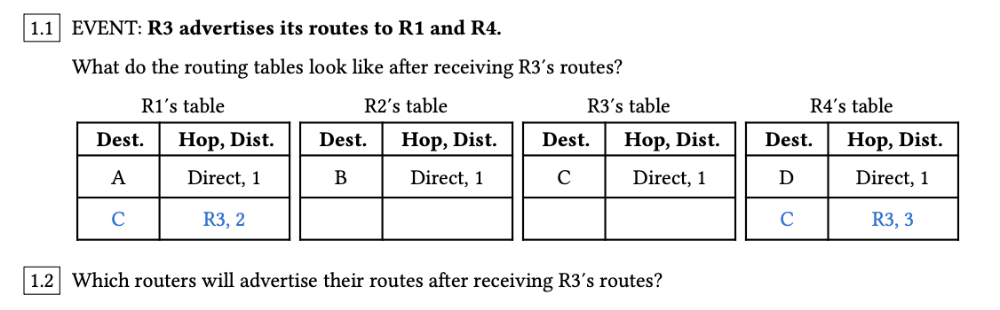 1.1 EVENT: R3 advertises its routes to R1 and R4.
What do the routing tables look like after receiving R3′s routes?
R1′s table R2′s table R3′s table R4′s table
Dest. Hop, Dist. Dest. Hop, Dist. Dest. Hop, Dist. Dest. Hop, Dist.
A Direct, 1 B Direct, 1 C Direct, 1 D Direct, 1
C R3, 2 C R3, 3
1.2 Which routers will advertise their routes after receiving R3′s routes?